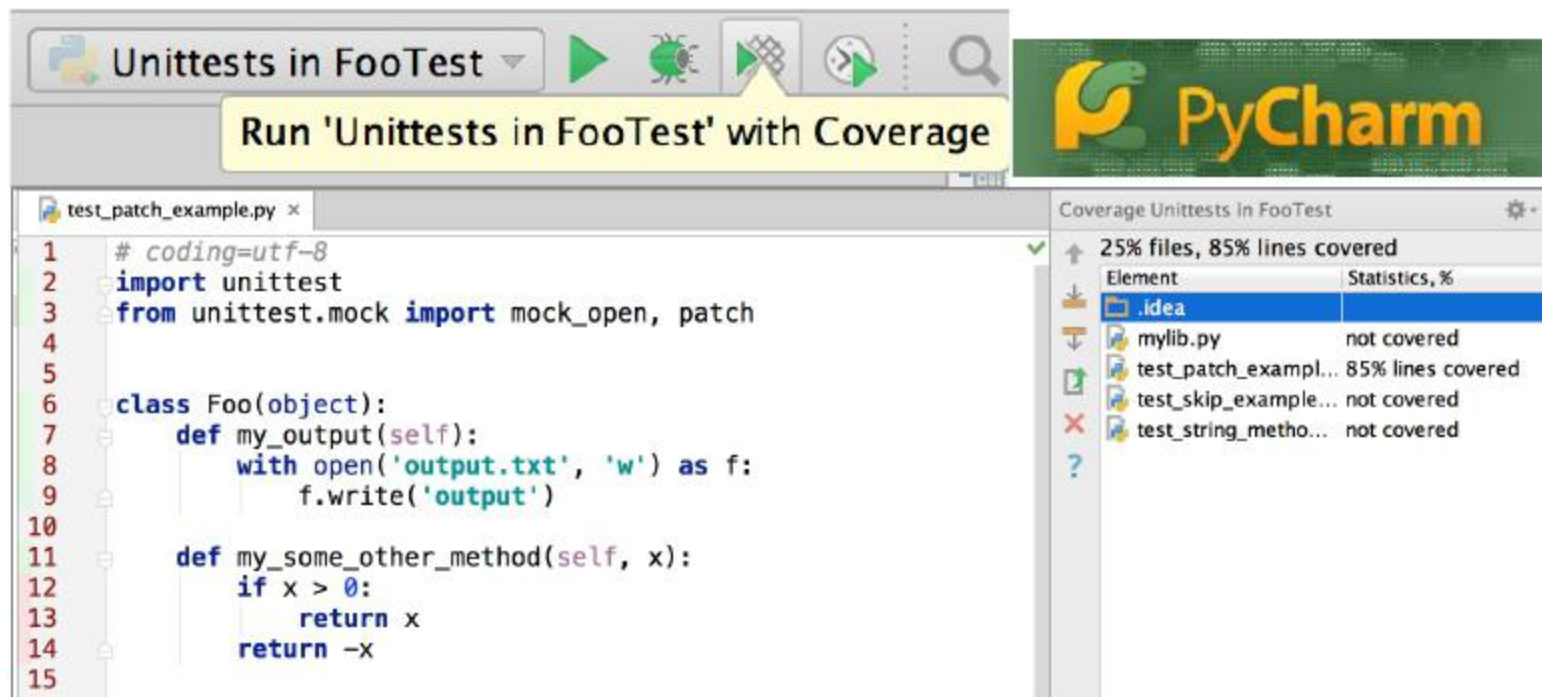 Unittests in FooTest
Run 'Unittests in FooTest' with Coverage
PyCharm
test_patch_example.py ×
1 # coding=utf-8
2 import unittest
3 from unittest.mock import mock_open, patch
4
5
6 class Foo(object):
7 def my_output(self):
8 with open('output.txt', 'w') as f:
9 f.write('output')
10
11 def my_some_other_method(self, x):
12 if x > 0:
13 return x
14 return -x
15
Coverage Unittests in FooTest
25% files, 85% lines covered
Element Statistics, %
.idea
mylib.py not covered
test_patch_exampl... 85% lines covered
test_skip_example... not covered
test_string_metho... not covered